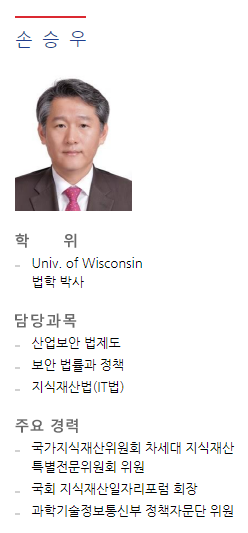 손 승 우
학 위
- Univ. of Wisconsin
법학 박사
담당과목
- 산업보안 법제도
- 보안 법률과 정책
- 지식재산법(IT법)
주요 경력
- 국가지식재산위원회 차세대 지식재산
특별전문위원회 위원
- 국회 지식재산일자리포럼 회장
- 과학기술정보통신부 정책자문단 위원